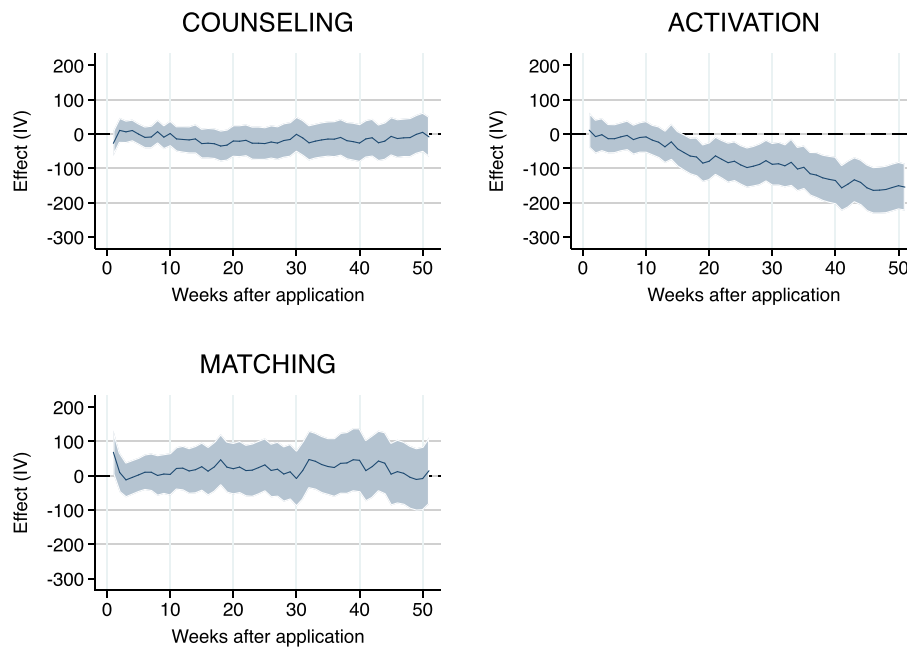 COUNSELING
200
100
0
-100
-200
-300
Effect (IV)
0 10 20 30 40 50
Weeks after application
ACTIVATION
200
100
0
-100
-200
-300
Effect (IV)
0 10 20 30 40 50
Weeks after application
MATCHING
200
100
0
-100
-200
-300
Effect (IV)
0 10 20 30 40 50
Weeks after application